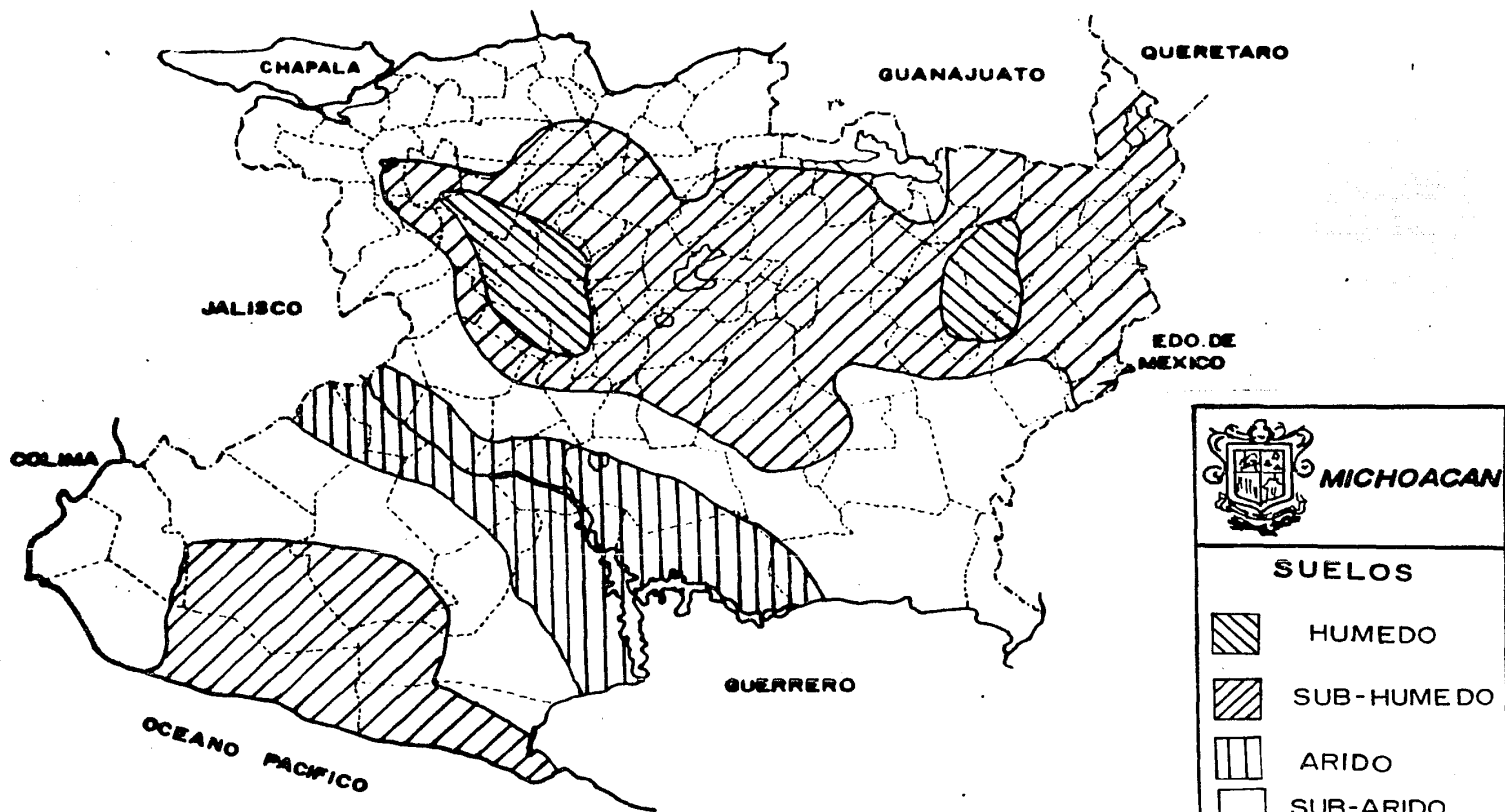 CHAPALA
GUANAJUATO
QUERETARO
JALISCO
EDO. DE
MEXICO
COLIMA
GUERRERO
OCEANO PACIFICO
MICHOACAN
SUELOS
HUMEDO
SUB-HUMEDO
ARIDO
SUB-ARIDO